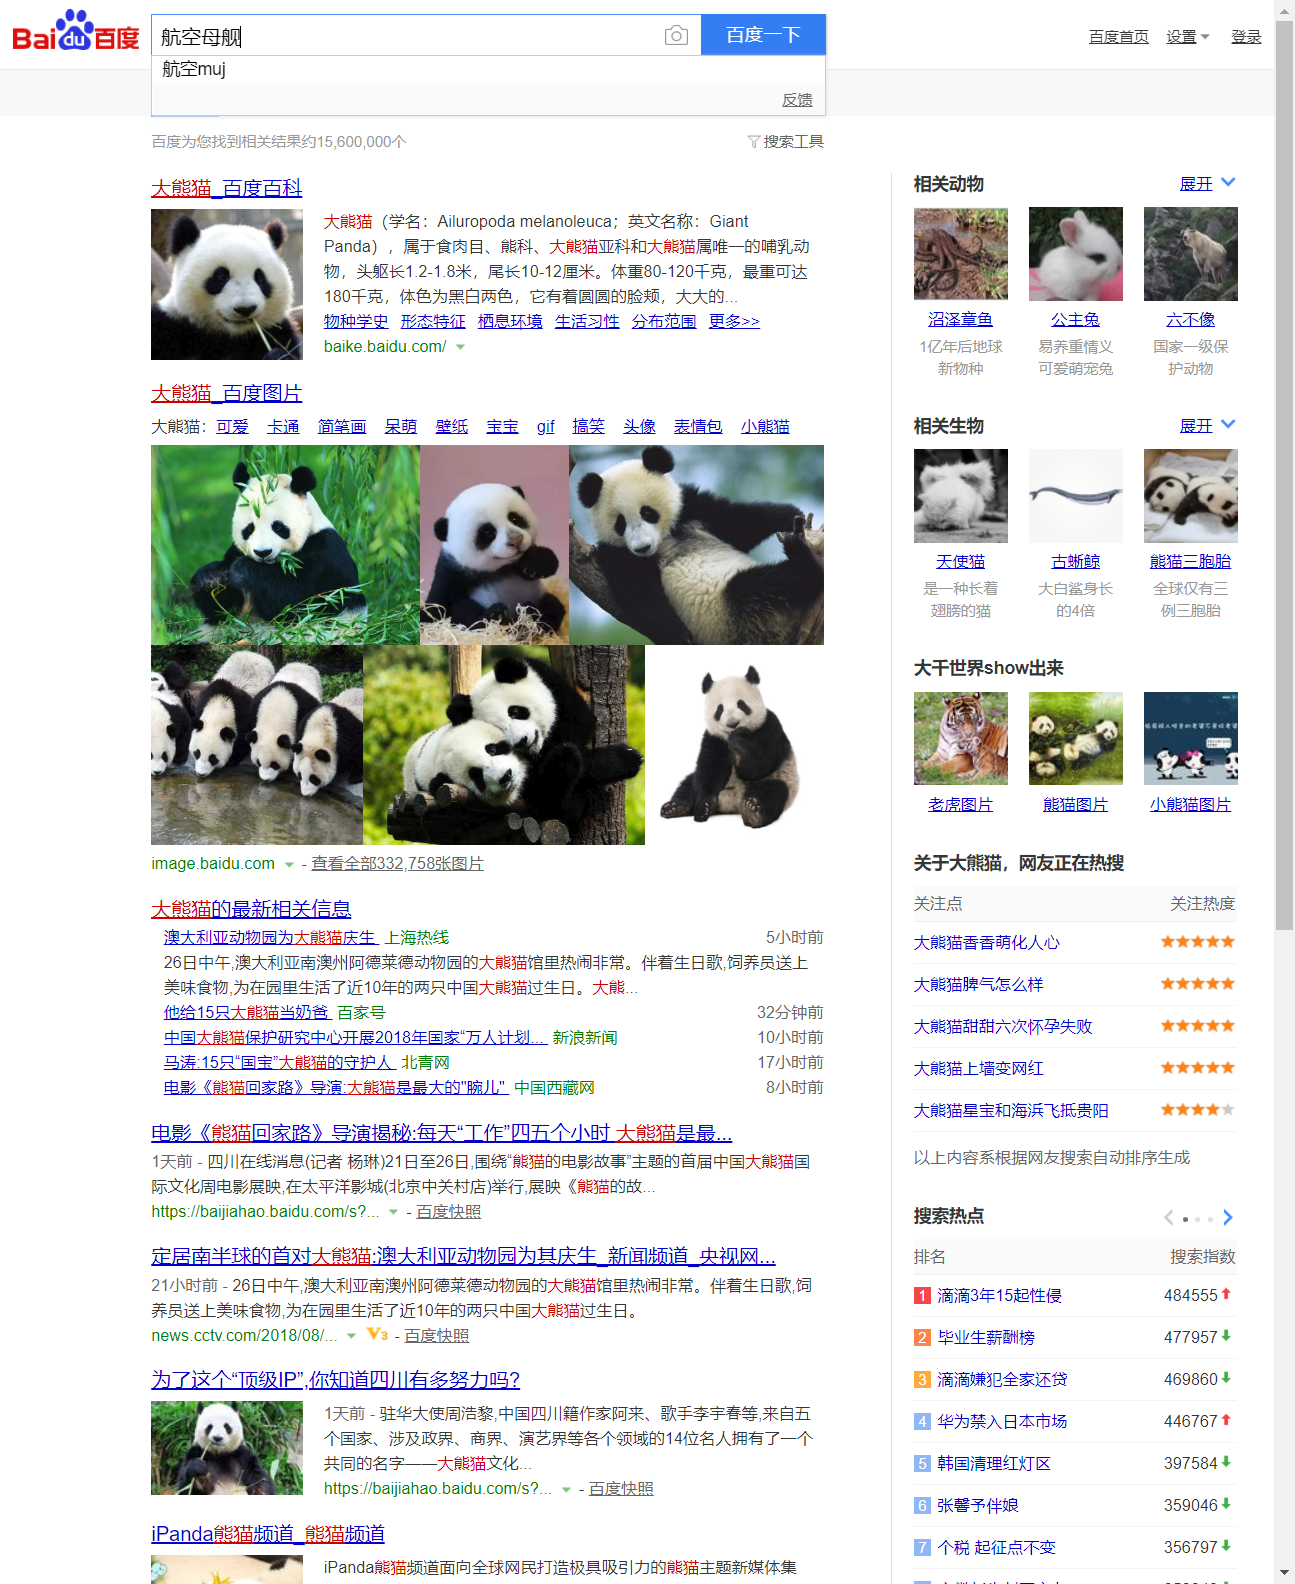 Bai du 百度
航空母舰
百度一下
百度首页 设置 登录
航空muj
反馈
百度为您找到相关结果约15,600,000个
搜索工具
大熊猫_百度百科
大熊猫（学名：Ailuropoda melanoleuca；英文名称：Giant
Panda），属于食肉目、熊科、大熊猫亚科和大熊猫属唯一的哺乳动
物，头躯长1.2-1.8米，尾长10-12厘米。体重80-120千克，最重可达
180千克，体色为黑白两色，它有着圆圆的脸颊，大大的...
物种学史 形态特征 栖息环境 生活习性 分布范围 更多>>
baike.baidu.com/
大熊猫_百度图片
大熊猫：可爱 卡通 简笔画 呆萌 壁纸 宝宝 gif 搞笑 头像 表情包 小熊猫
image.baidu.com - 查看全部332,758张图片
大熊猫的最新相关信息
澳大利亚动物园为大熊猫庆生 上海热线 5小时前
26日中午,澳大利亚南澳州阿德莱德动物园的大熊猫馆里热闹非常。伴着生日歌,饲养员送上
美味食物,为在园里生活了近10年的两只中国大熊猫过生日。大熊...
他给15只大熊猫当奶爸 百家号 32分钟前
中国大熊猫保护研究中心开展2018年国家“万人计划... 新浪新闻 10小时前
马涛:15只“国宝”大熊猫的守护人 北青网 17小时前
电影《熊猫回家路》导演:大熊猫是最大的"腕儿" 中国西藏网 8小时前
电影《熊猫回家路》导演揭秘:每天“工作”四五个小时 大熊猫是最...
1天前 - 四川在线消息(记者 杨琳)21日至26日,围绕“熊猫的电影故事”主题的首届中国大熊猫国
际文化周电影展映,在太平洋影城(北京中关村店)举行,展映《熊猫的故...
https://baijiahao.baidu.com/s?... - 百度快照
定居南半球的首对大熊猫:澳大利亚动物园为其庆生_新闻频道_央视网...
21小时前 - 26日中午,澳大利亚南澳州阿德莱德动物园的大熊猫馆里热闹非常。伴着生日歌,饲
养员送上美味食物,为在园里生活了近10年的两只中国大熊猫过生日。
news.cctv.com/2018/08/... V3 - 百度快照
为了这个“顶级IP”,你知道四川有多努力吗?
1天前 - 驻华大使周浩黎,中国四川籍作家阿来、歌手李宇春等,来自五
个国家、涉及政界、商界、演艺界等各个领域的14位名人拥有了一个
共同的名字——大熊猫文化...
https://baijiahao.baidu.com/s?... - 百度快照
iPanda熊猫频道_熊猫频道
iPanda熊猫频道面向全球网民打造极具吸引力的熊猫主题新媒体集
相关动物 展开
沼泽章鱼 公主兔 六不像
1亿年后地球 易养重情义 国家一级保
新物种 可爱萌宠兔 护动物
相关生物 展开
天使猫 古蜥鲸 熊猫三胞胎
是一种长着 大白鲨身长 全球仅有三
翅膀的猫 的4倍 例三胞胎
大千世界show出来
老虎图片 熊猫图片 小熊猫图片
关于大熊猫，网友正在热搜
关注点 关注热度
大熊猫香香萌化人心
大熊猫脾气怎么样
大熊猫甜甜六次怀孕失败
大熊猫上墙变网红
大熊猫星宝和海浜飞抵贵阳
以上内容系根据网友搜索自动排序生成
搜索热点
排名 搜索指数
1 滴滴3年15起性侵 484555
2 毕业生薪酬榜 477957
3 滴滴嫌犯全家还贷 469860
4 华为禁入日本市场 446767
5 韩国清理红灯区 397584
6 张馨予伴娘 359046
7 个税 起征点不变 356797